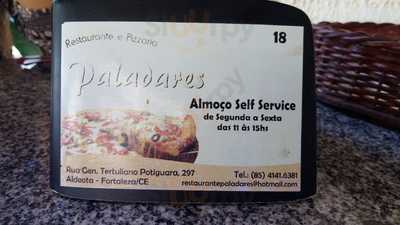 Restaurante e Pizzaria
18
Paladares
Almoço Self Service
de Segunda a Sexta
das 11 às 15hs
Rua Gen. Tertuliano Potiguara, 297
Aldeota - Fortaleza/CE
Tel.: (85) 4141.6381
restaurantepaladares@hotmail.com